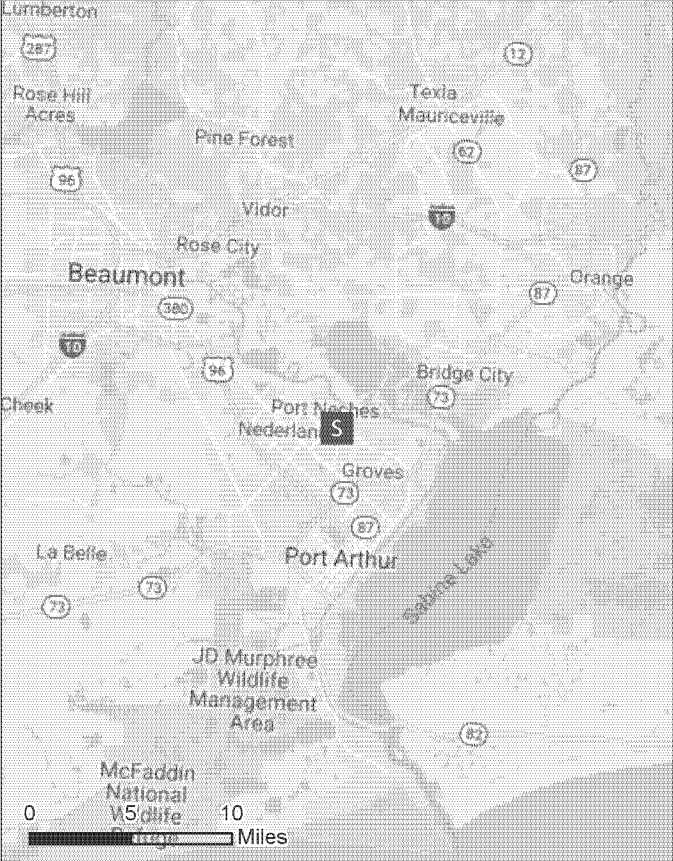 Lumberton
287
12
Rose Hill
Acres
Texla
Mauriceville
Pine Forest
62
87
96
Vidor
10
Rose City
Beaumont
Orange
87
380
10
96
Bridge City
73
Cheek
Port Neches
S
Groves
73
87
La Belle
Port Arthur
73
73
Sabine Lake
JD Murphree
Wildlife
Management
Area
82
McFaddin
National
Wildlife
Refuge
0 5 10
Miles